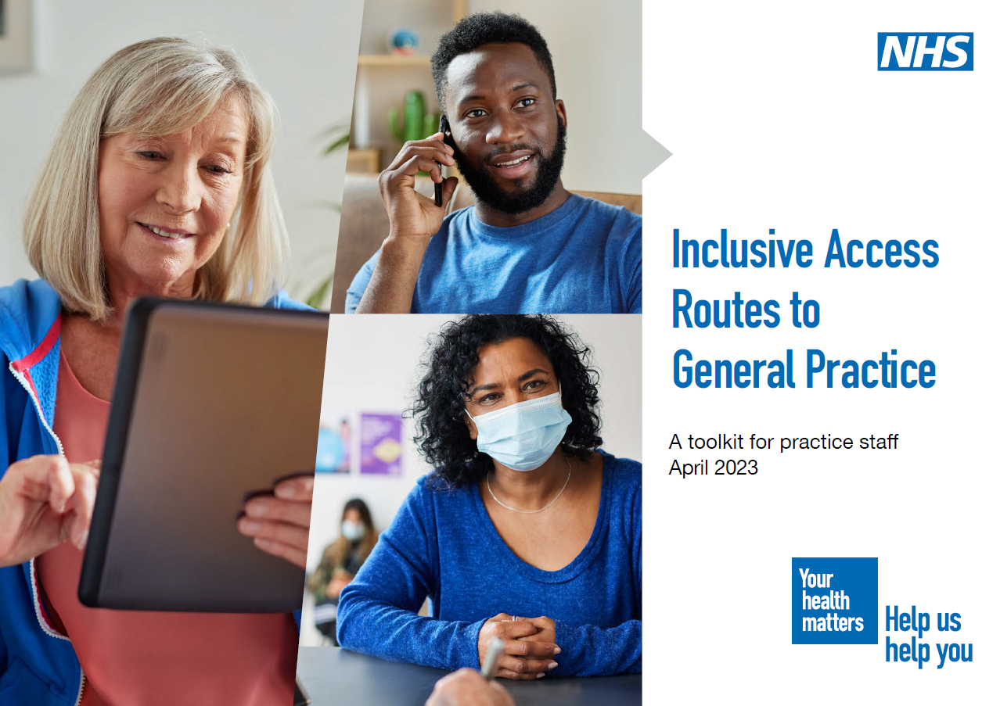 NHS
Inclusive Access
Routes to
General Practice
A toolkit for practice staff
April 2023
Your
health
matters
Help us
help you